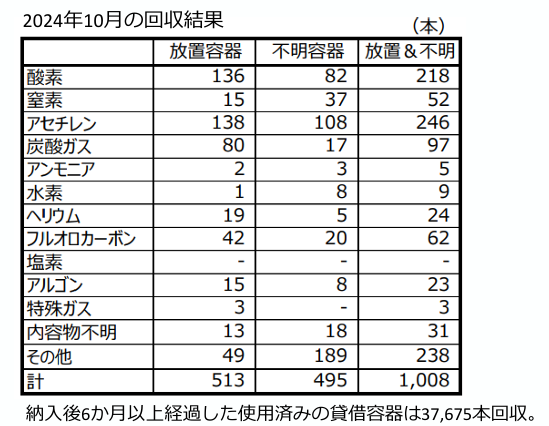 2024年10月の回収結果
（本）
放置容器 不明容器 放置＆不明
酸素 136 82 218
窒素 15 37 52
アセチレン 138 108 246
炭酸ガス 80 17 97
アンモニア 2 3 5
水素 1 8 9
ヘリウム 19 5 24
フルオロカーボン 42 20 62
塩素 - - -
アルゴン 15 8 23
特殊ガス 3 - 3
内容物不明 13 18 31
その他 49 189 238
計 513 495 1,008
納入後6か月以上経過した使用済みの貸借容器は37,675本回収。